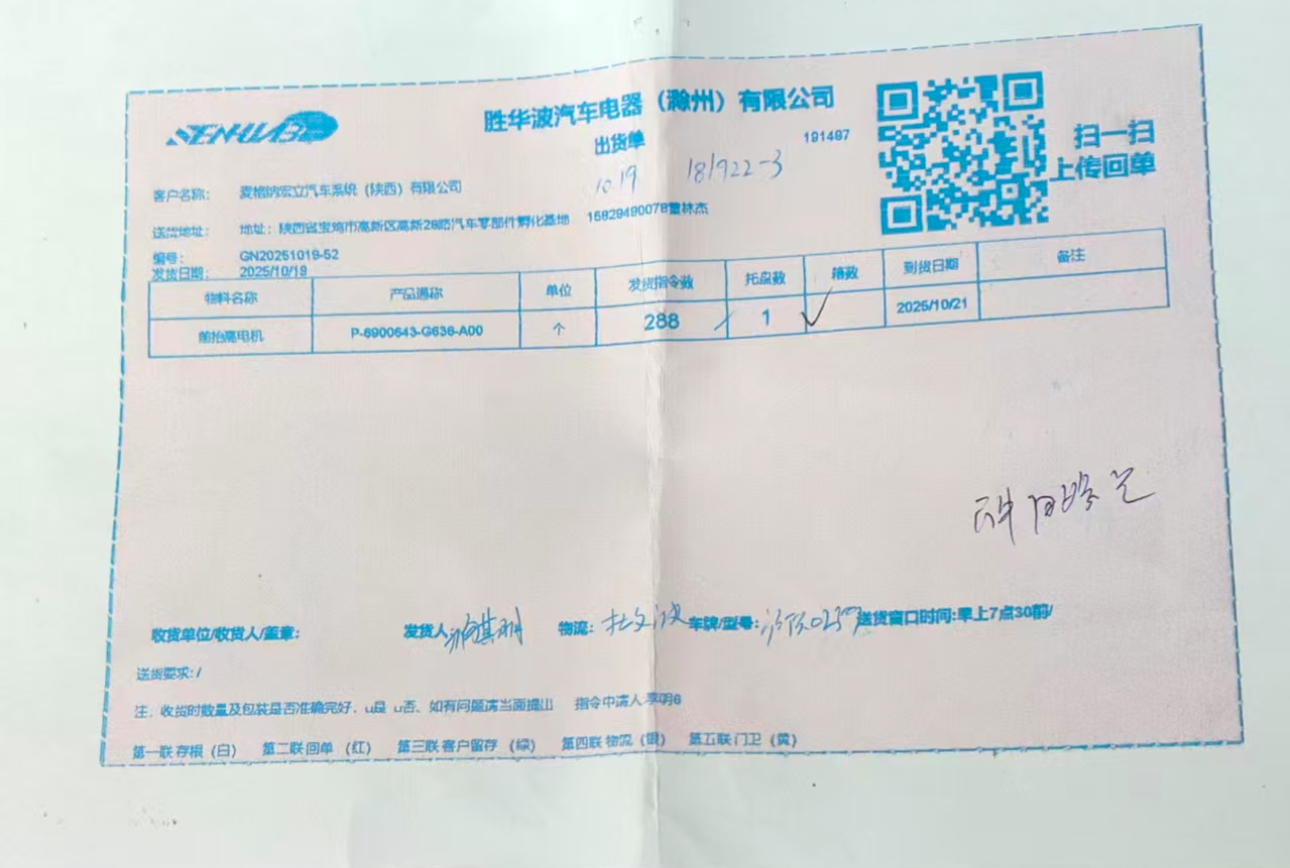 SENHUABO
胜华波汽车电器（滁州）有限公司
出货单
191487
扫一扫
上传回单
10.19 181922-3
客户名称： 麦格纳宏立汽车系统（陕西）有限公司
送货地址： 地址：陕西省宝鸡市高新区高新28路汽车零部件孵化基地 15829490078董林杰
编号： GN20251019-52
发货日期： 2025/10/19
物料名称 产品通称 单位 发货指令数 托盘数 箱数 到货日期 备注
前抬高电机 P-6900643-G636-A00 个 288 1 2025/10/21
收货单位/收货人/盖章： 发货人 物流： 车牌/型号： 送货窗口时间:早上7点30前/
送货要求:/
注、收货时数量及包装是否准确完好、u是 u否、如有问题请当面提出 指令申请人:李明6
第一联 存根（白） 第二联 回单（红） 第三联 客户留存（绿） 第四联 物流（银） 第五联 门卫（黄）